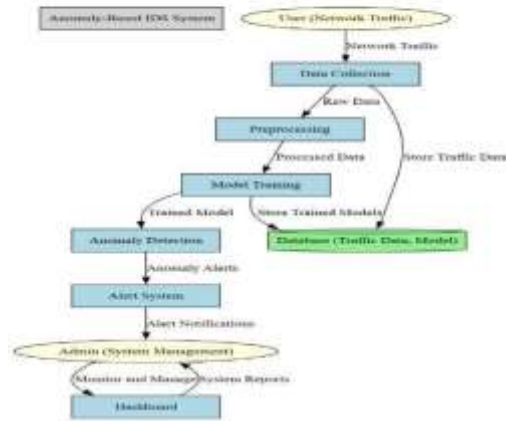 Anomaly-Based IDS System
User (Network Traffic)
Network Traffic
Data Collection
Raw Data
Preprocessing
Processed Data
Store Traffic Data
Model Training
Trained Model
Store Trained Models
Anomaly Detection
Database (Traffic Data, Model)
Anomaly Alerts
Alert System
Alert Notifications
Admin (System Management)
Monitor and Manage
System Reports
Dashboard